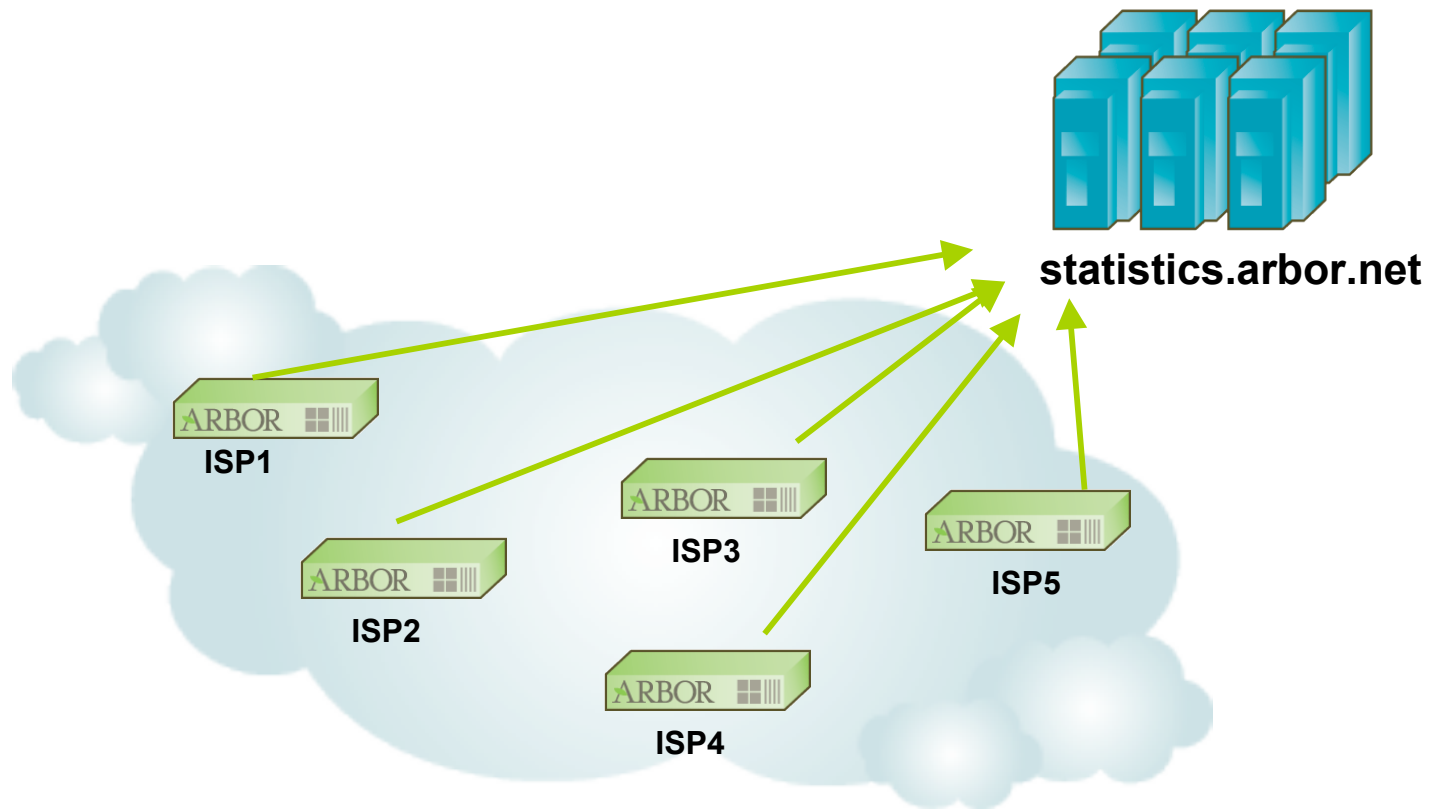 statistics.arbor.net
ARBOR
ISP1
ARBOR
ISP3
ARBOR
ISP5
ARBOR
ISP2
ARBOR
ISP4